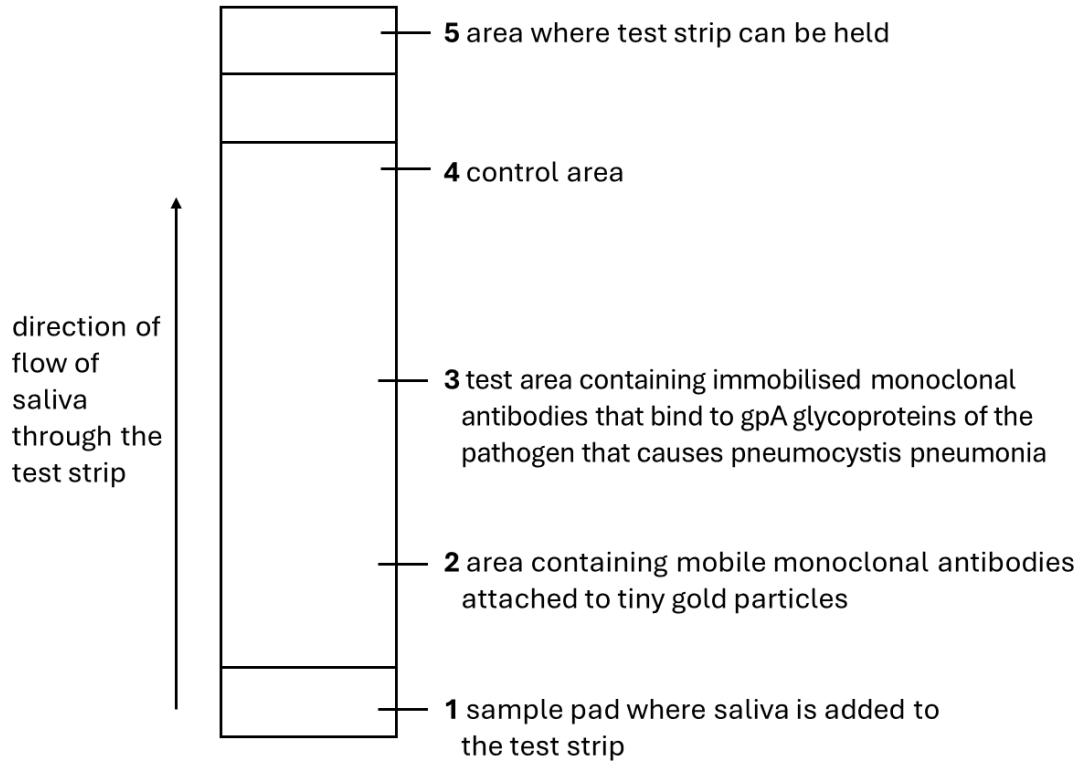 5 area where test strip can be held
4 control area
direction of
flow of
saliva
through the
test strip
3 test area containing immobilised monoclonal
antibodies that bind to gpA glycoproteins of the
pathogen that causes pneumocystis pneumonia
2 area containing mobile monoclonal antibodies
attached to tiny gold particles
1 sample pad where saliva is added to
the test strip